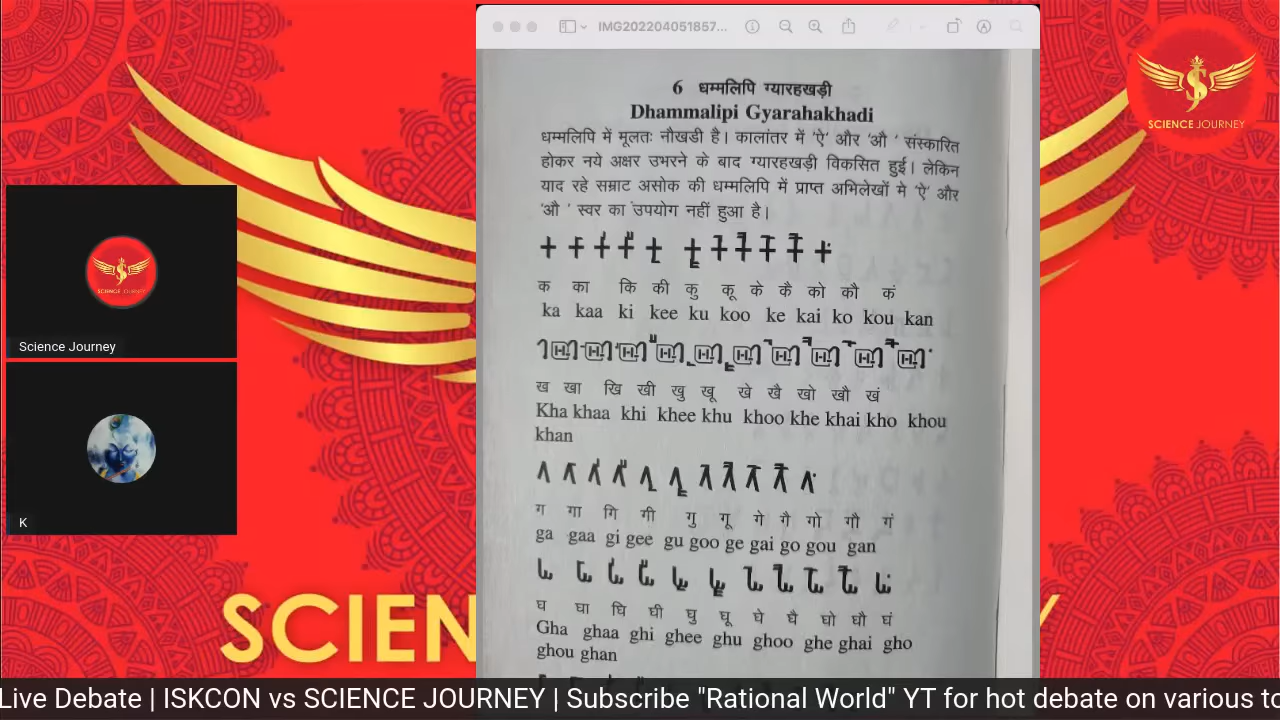 IMG202204051857...
6 धम्मलिपि ग्यारहखड़ी
Dhammalipi Gyarahakhadi
धम्मलिपि में मूलतः नौखडी है। कालांतर में 'ऐ' और 'औ ' संस्कारित
होकर नये अक्षर उभरने के बाद ग्यारहखड़ी विकसित हुई। लेकिन
याद रहे सम्राट असोक की धम्मलिपि में प्राप्त अभिलेखों मे 'ऐ' और
'औ ' स्वर का उपयोग नहीं हुआ है।
𑀓 𑀓𑀸 𑀓𑀺 𑀓𑀻 𑀓𑀼 𑀓𑀽 𑀓𑁂 𑀓𑁃 𑀓𑁄 𑀓𑁅 𑀓𑀁
क का कि की कु कू के कै को कौ कं
ka kaa ki kee ku koo ke kai ko kou kan
ख खा खि खी खु खू खे खै खो खौ खं
Kha khaa khi khee khu khoo khe khai kho khou
khan
𑀕 𑀕𑀸 𑀕𑀺 𑀕𑀻 𑀕𑀼 𑀕𑀽 𑀕𑁂 𑀕𑁃 𑀕𑁄 𑀕𑁅 𑀕𑀁
ग गा गि गी गु गू गे गै गो गौ गं
ga gaa gi gee gu goo ge gai go gou gan
𑀖 𑀖𑀸 𑀖𑀺 𑀖𑀻 𑀖𑀼 𑀖𑀽 𑀖𑁂 𑀖𑁃 𑀖𑁄 𑀖𑁅 𑀖𑀁
घ घा घि घी घु घू घे घै घो घौ घं
Gha ghaa ghi ghee ghu ghoo ghe ghai gho
ghou ghan
SCIENCE JOURNEY
SCIENCE JOURNEY
Science Journey
K
SCIEN
Live Debate | ISKCON vs SCIENCE JOURNEY | Subscribe "Rational World" YT for hot debate on various to